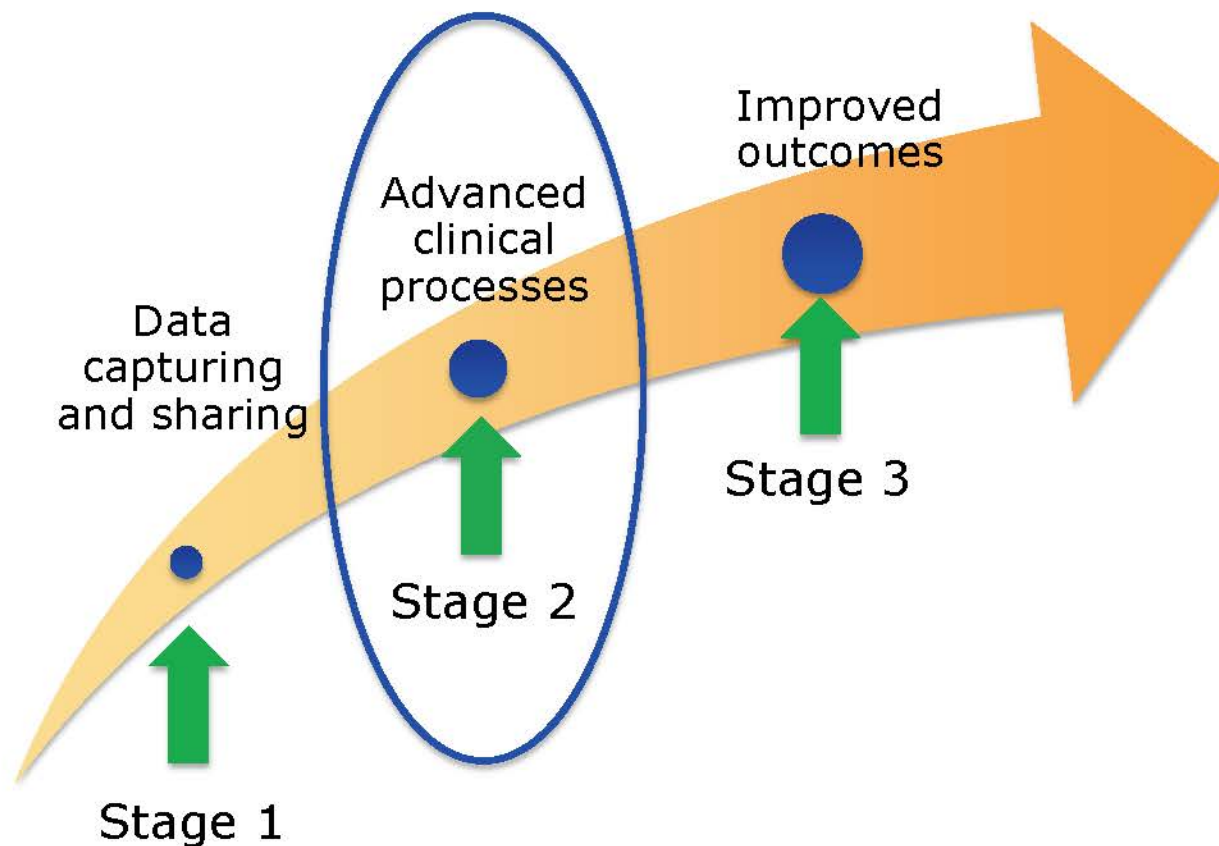 Data
capturing
and sharing
Stage 1
Advanced
clinical
processes
Stage 2
Improved
outcomes
Stage 3